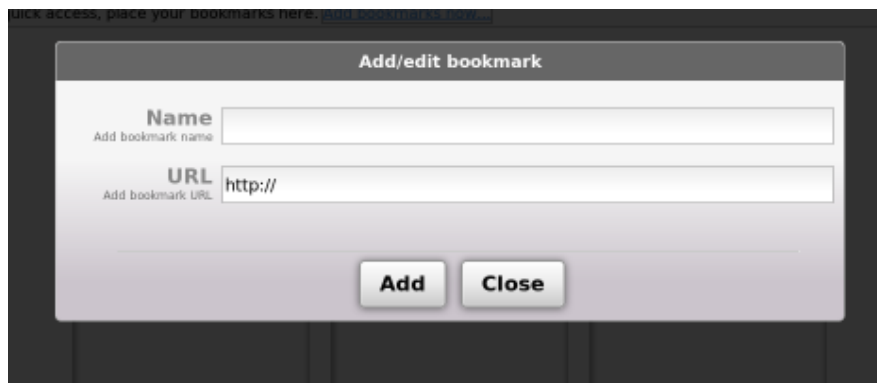 uick access, place your bookmarks here. Add bookmarks now...
Add/edit bookmark
Name
Add bookmark name
URL
Add bookmark URL
http://
Add
Close